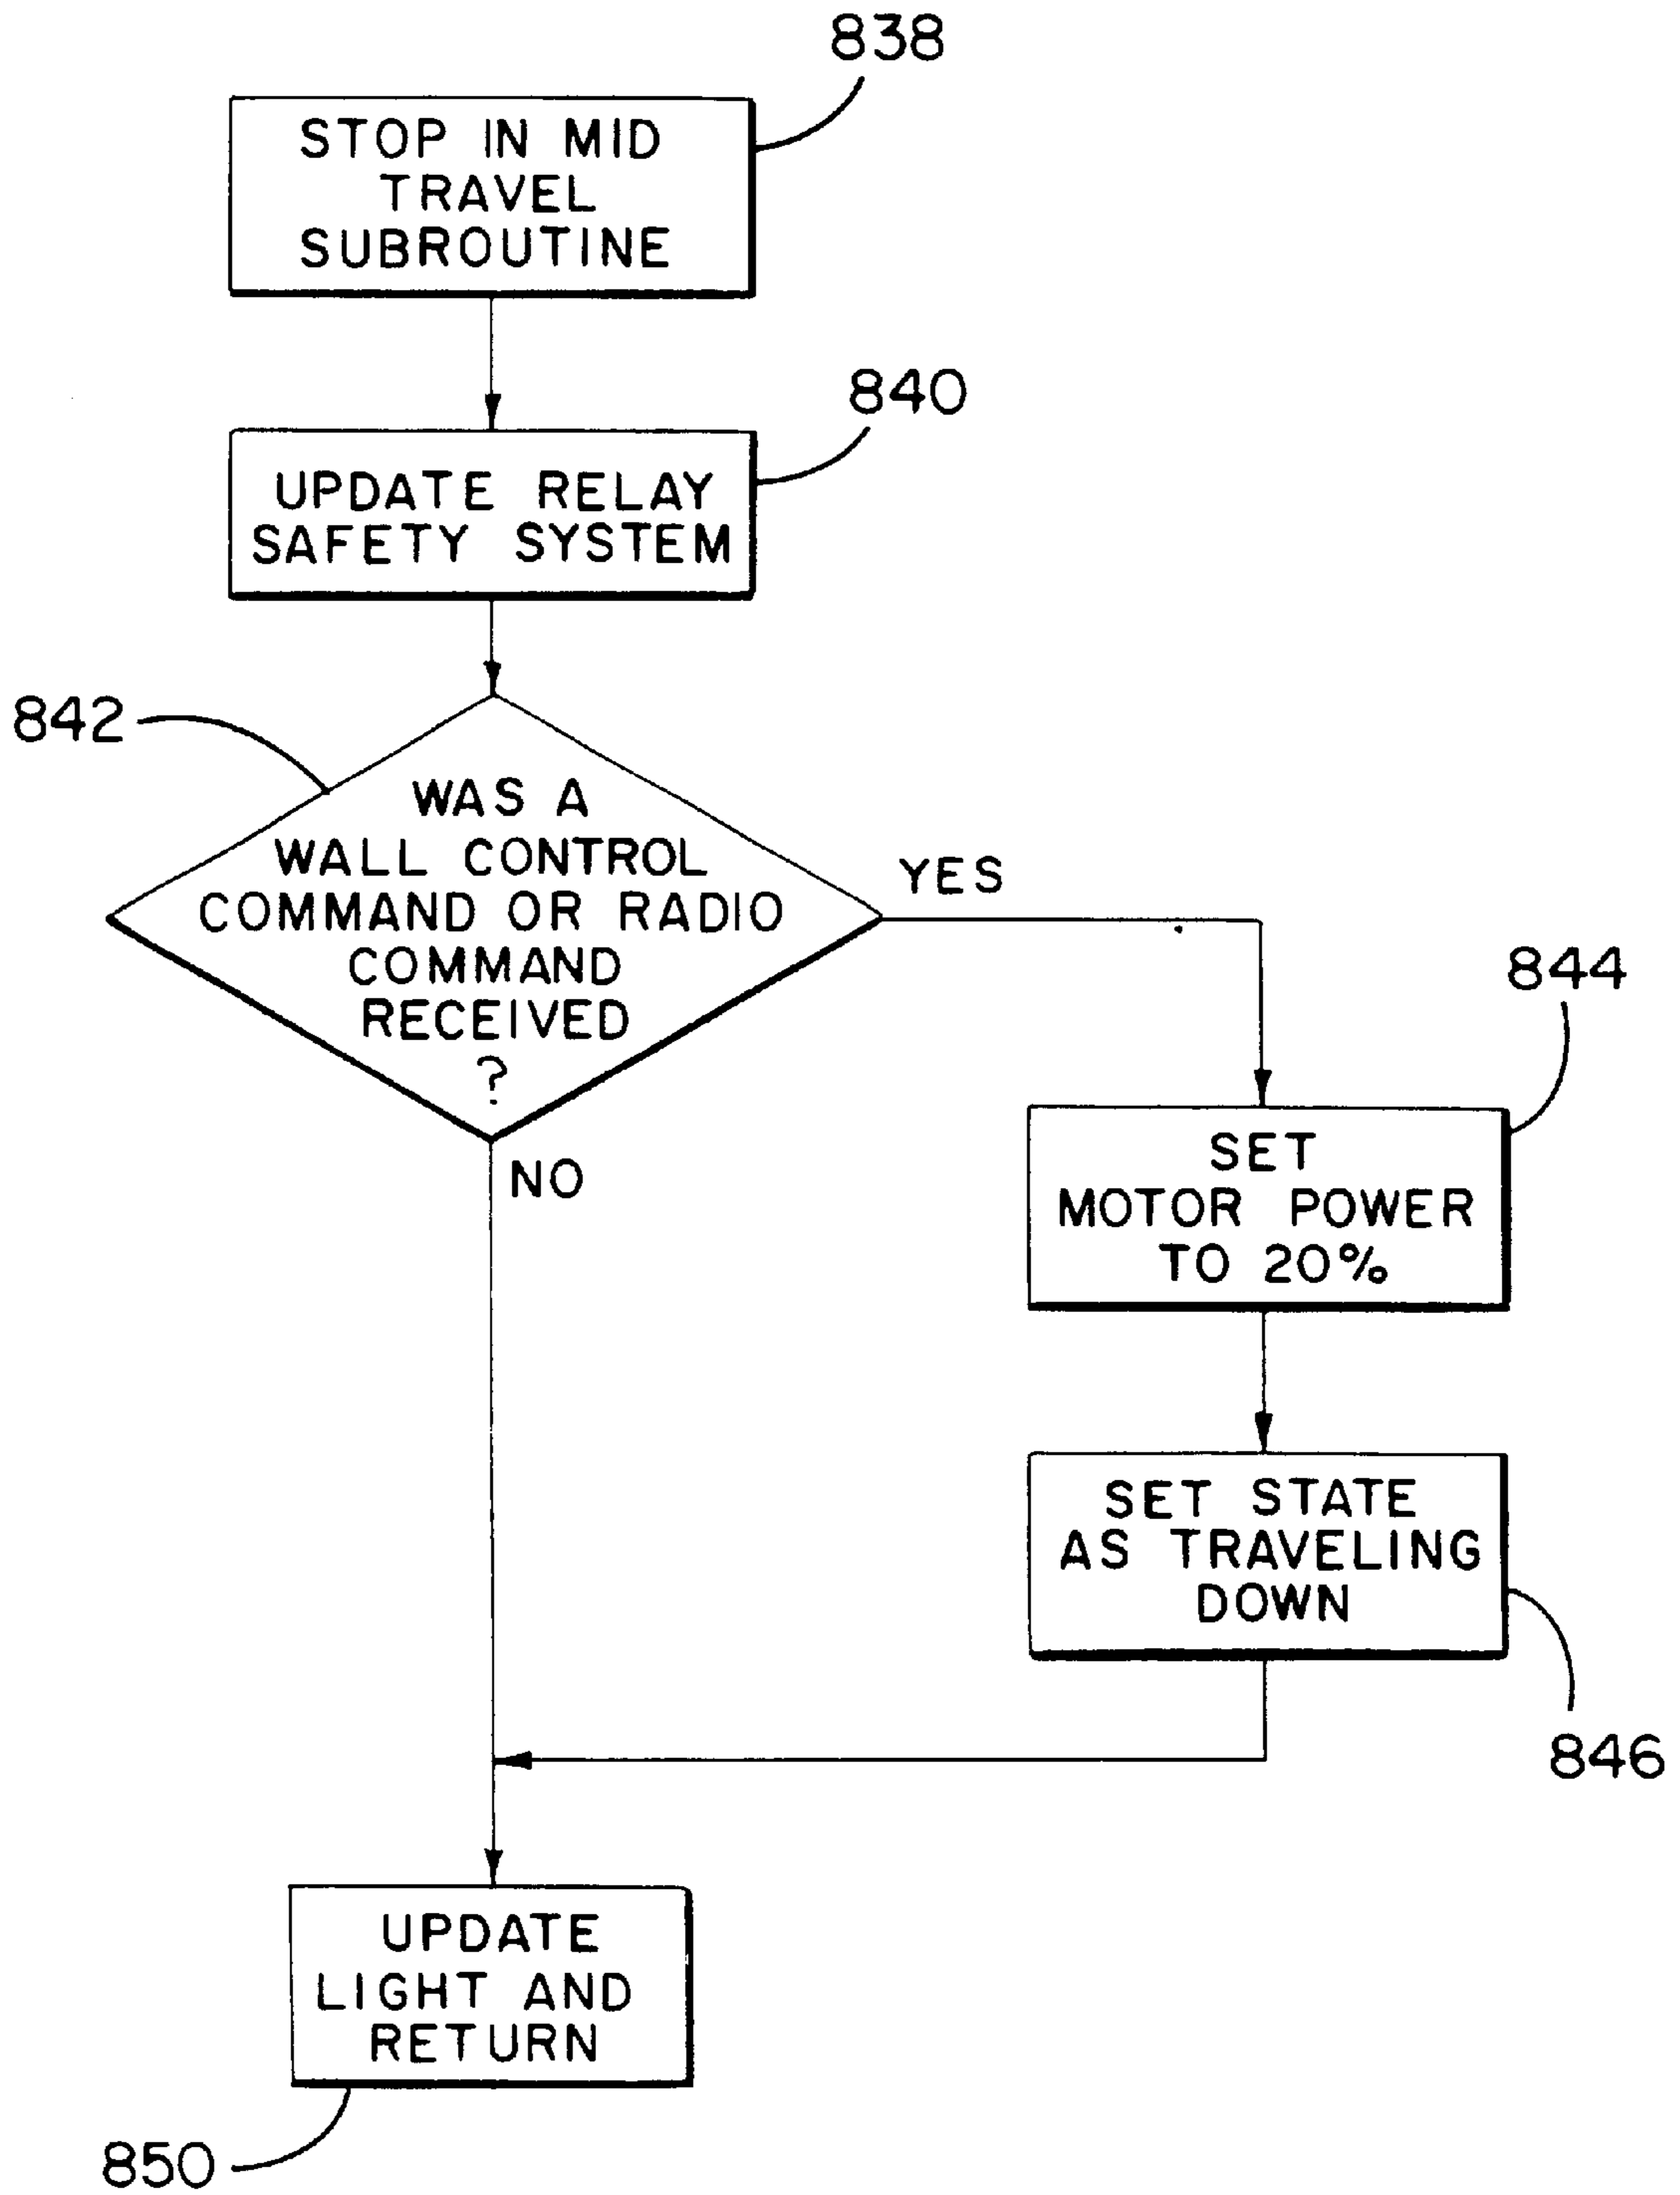 838
STOP IN MID
TRAVEL
SUBROUTINE
840
UPDATE RELAY
SAFETY SYSTEM
842
WAS A
WALL CONTROL
COMMAND OR RADIO
COMMAND
RECEIVED
?
YES
NO
844
SET
MOTOR POWER
TO 20%
SET STATE
AS TRAVELING
DOWN
846
UPDATE
LIGHT AND
RETURN
850